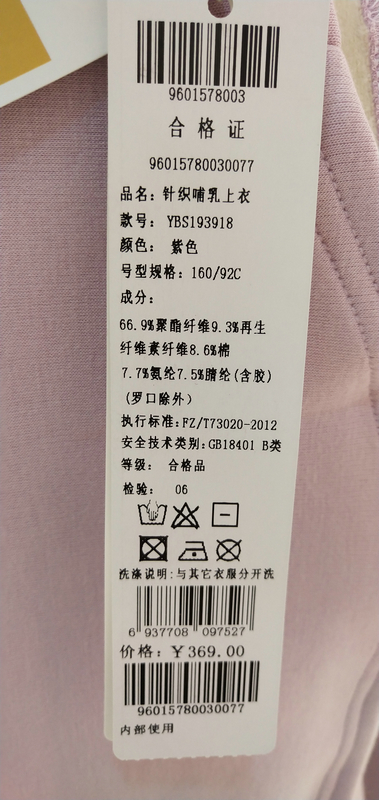 9601578003
合格证
96015780030077
品名: 针织哺乳上衣
款号: YBS193918
颜色: 紫色
号型规格: 160/92C
成分:
66.9%聚酯纤维9.3%再生
纤维素纤维8.6%棉
7.7%氨纶7.5%腈纶(含胶)
(罗口除外)
执行标准:FZ/T73020-2012
安全技术类别:GB18401 B类
等级: 合格品
检验: 06
洗涤说明:与其它衣服分开洗
6 937708 097527
价格: ¥369.00
96015780030077
内部使用